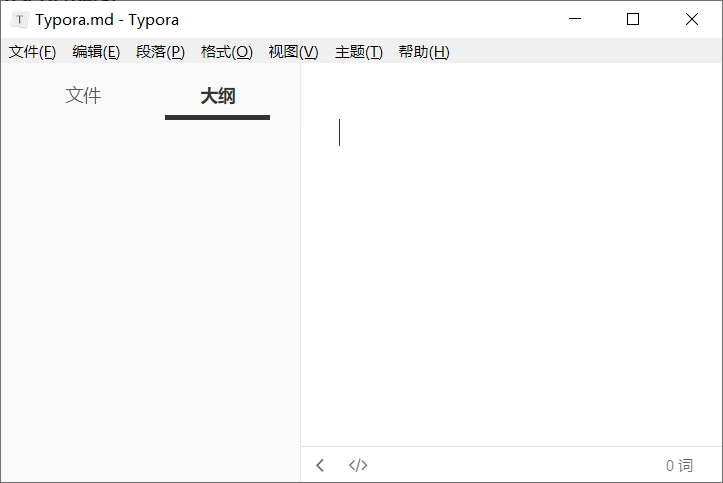 Typora.md - Typora
文件(F) 编辑(E) 段落(P) 格式(O) 视图(V) 主题(T) 帮助(H)
文件 大纲
0 词